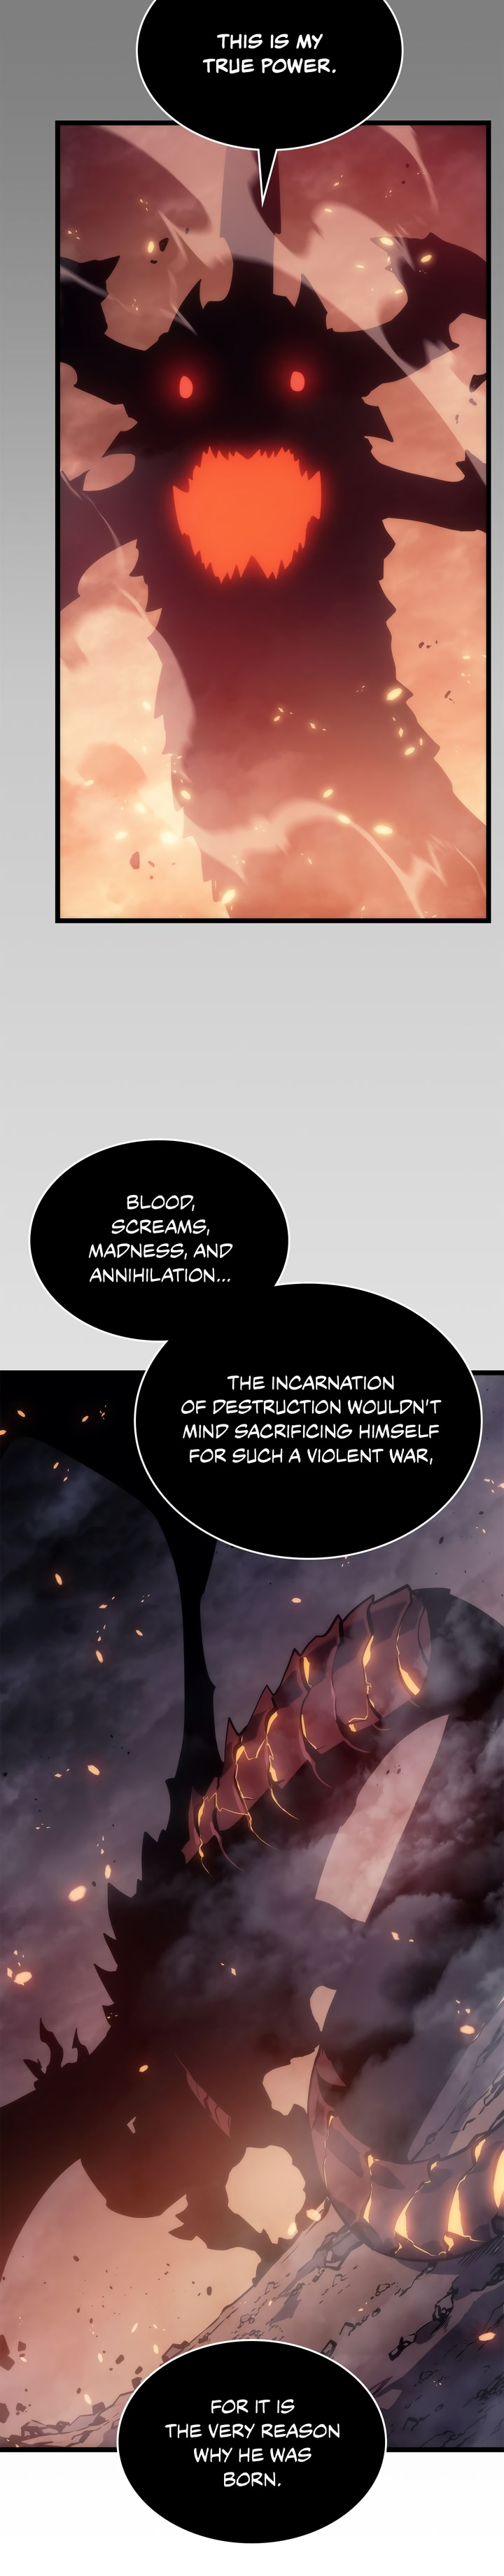 THIS IS MY
TRUE POWER.
BLOOD,
SCREAMS,
MADNESS, AND
ANNIHILATION...
THE INCARNATION
OF DESTRUCTION WOULDN'T
MIND SACRIFICING HIMSELF
FOR SUCH A VIOLENT WAR,
FOR IT IS
THE VERY REASON
WHY HE WAS
BORN.